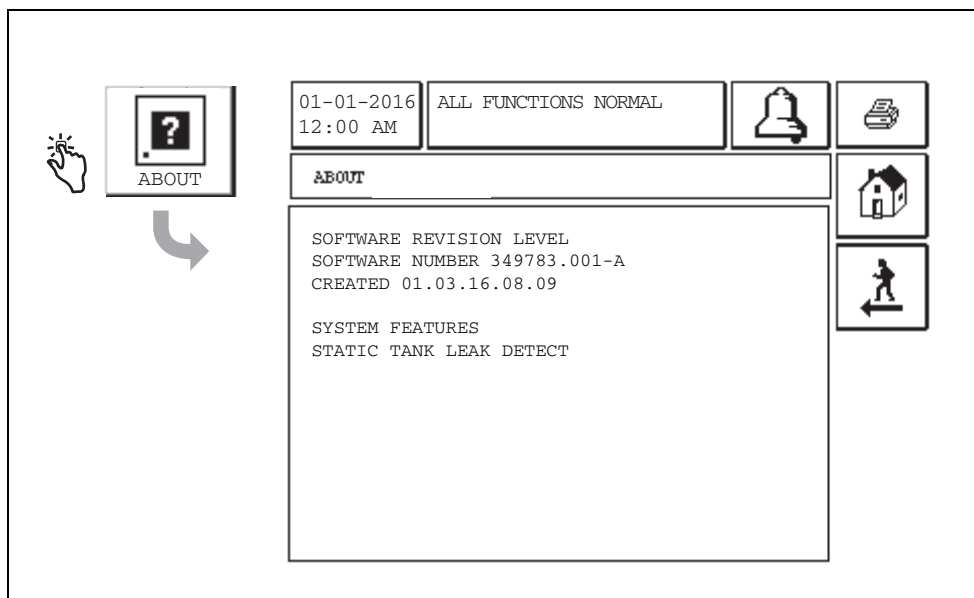 ABOUT
01-01-2016
12:00 AM
ALL FUNCTIONS NORMAL
ABOUT
SOFTWARE REVISION LEVEL
SOFTWARE NUMBER 349783.001-A
CREATED 01.03.16.08.09
SYSTEM FEATURES
STATIC TANK LEAK DETECT